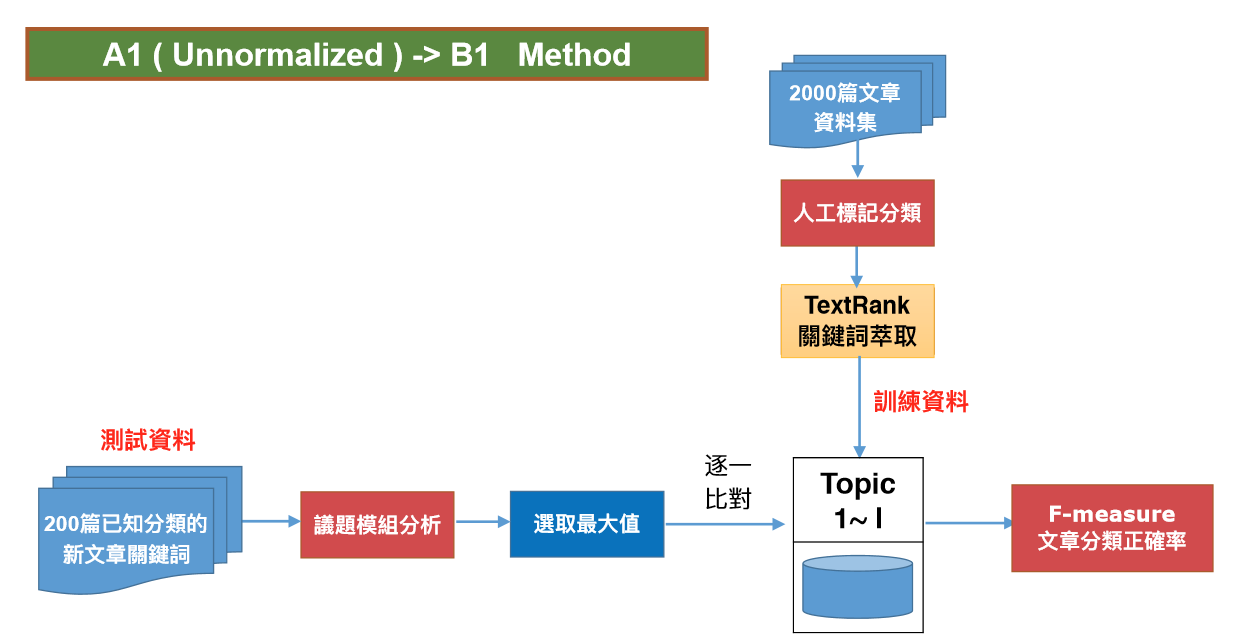 A1 ( Unnormalized ) -> B1 Method
2000篇文章
資料集
人工標記分類
TextRank
關鍵詞萃取
訓練資料
測試資料
200篇已知分類的
新文章關鍵詞
議題模組分析
選取最大值
逐一
比對
Topic
1~ I
F-measure
文章分類正確率